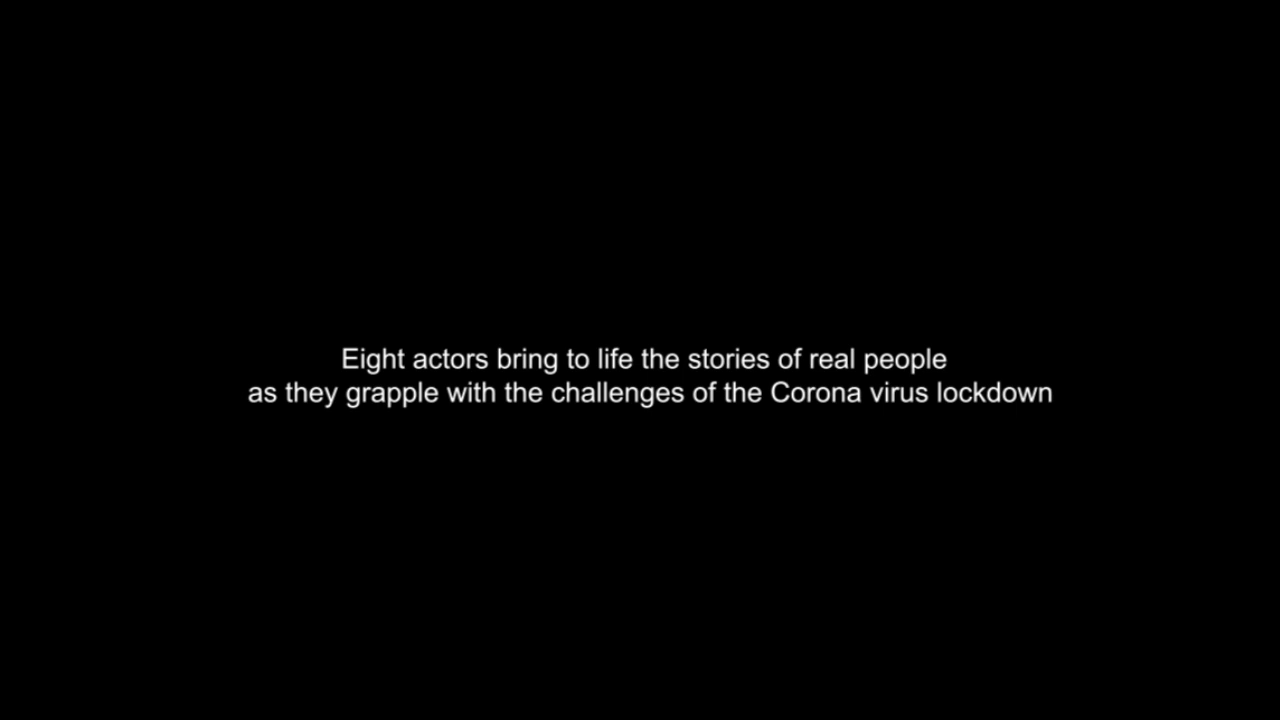 Eight actors bring to life the stories of real people
as they grapple with the challenges of the Corona virus lockdown